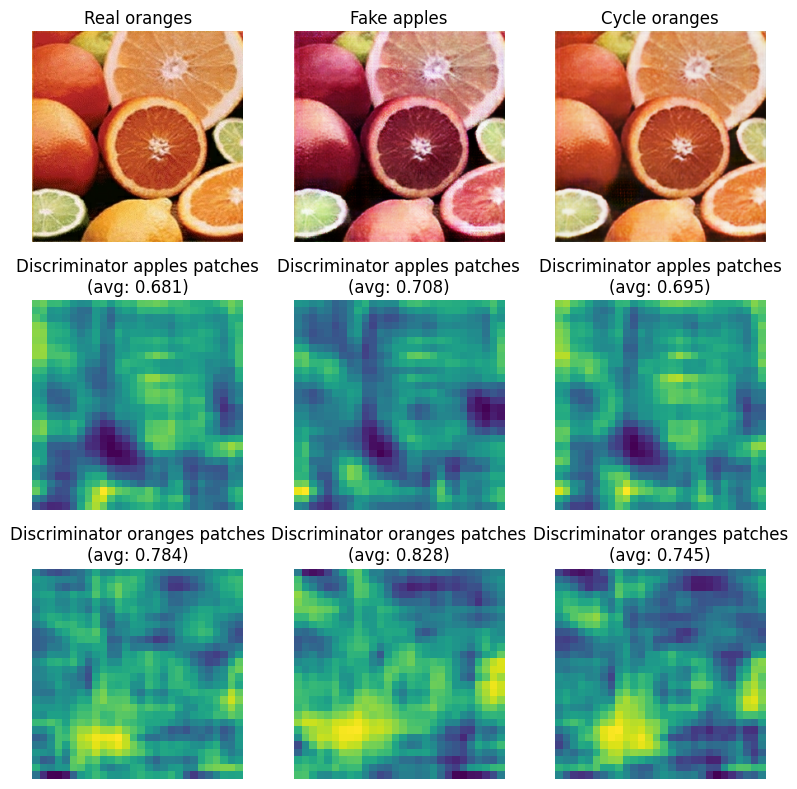 Real oranges
Fake apples
Cycle oranges
Discriminator apples patches
(avg: 0.681)
Discriminator apples patches
(avg: 0.708)
Discriminator apples patches
(avg: 0.695)
Discriminator oranges patches
(avg: 0.784)
Discriminator oranges patches
(avg: 0.828)
Discriminator oranges patches
(avg: 0.745)